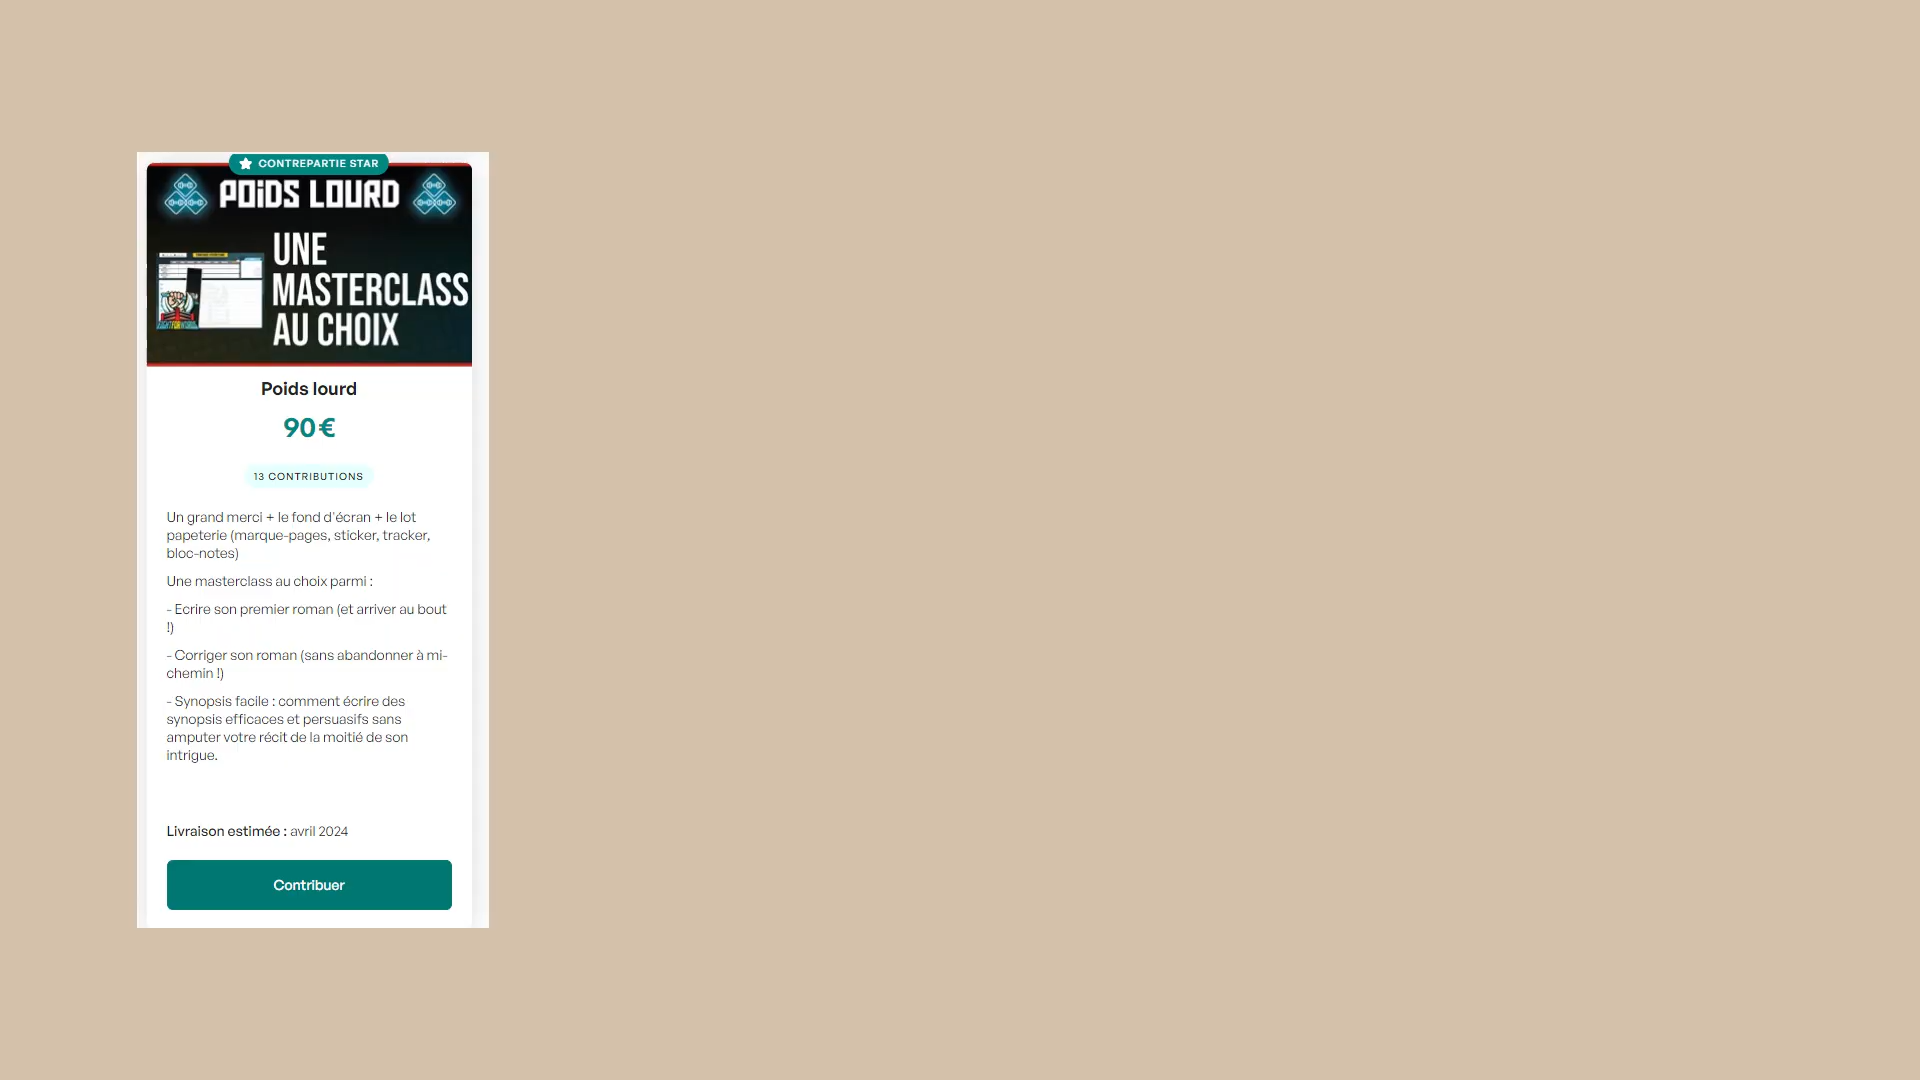 CONTREPARTIE STAR
POIDS LOURD
UNE
MASTERCLASS
AU CHOIX
Poids lourd
90 €
13 CONTRIBUTIONS
Un grand merci + le fond d'écran + le lot
papeterie (marque-pages, sticker, tracker,
bloc-notes)
Une masterclass au choix parmi :
- Ecrire son premier roman (et arriver au bout
!)
- Corriger son roman (sans abandonner à mi-
chemin !)
- Synopsis facile : comment écrire des
synopsis efficaces et persuasifs sans
amputer votre récit de la moitié de son
intrigue.
Livraison estimée : avril 2024
Contribuer